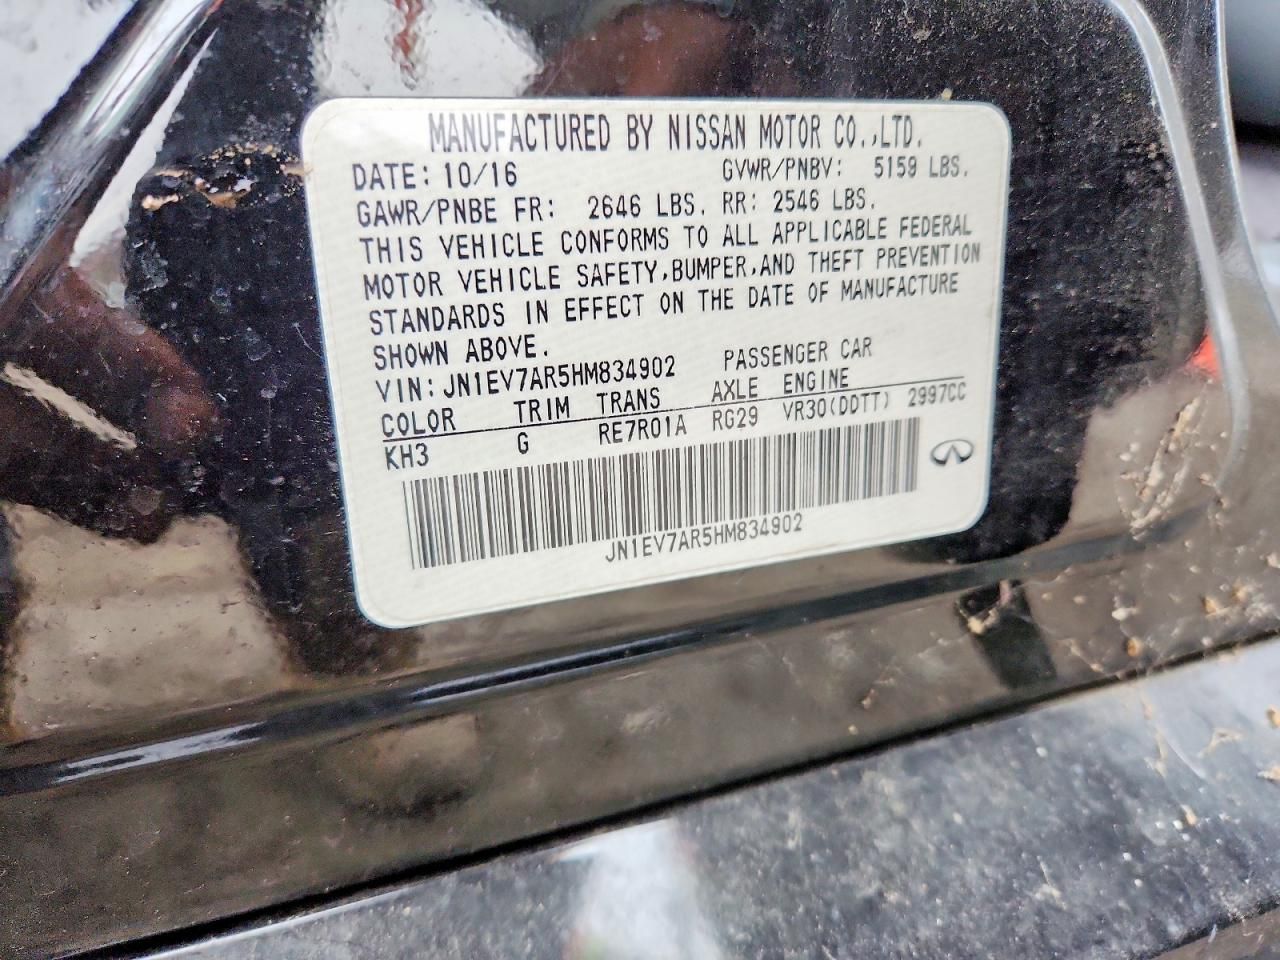 MANUFACTURED BY NISSAN MOTOR CO.,LTD.
DATE: 10/16 GVWR/PNBV: 5159 LBS.
GAWR/PNBE FR: 2646 LBS. RR: 2546 LBS.
THIS VEHICLE CONFORMS TO ALL APPLICABLE FEDERAL
MOTOR VEHICLE SAFETY,BUMPER,AND THEFT PREVENTION
STANDARDS IN EFFECT ON THE DATE OF MANUFACTURE
SHOWN ABOVE.
VIN:JN1EV7AR5HM834902 PASSENGER CAR
COLOR TRIM TRANS AXLE ENGINE
KH3 G RE7R01A RG29 VR30(DDTT) 2997CC
JN1EV7AR5HM834902